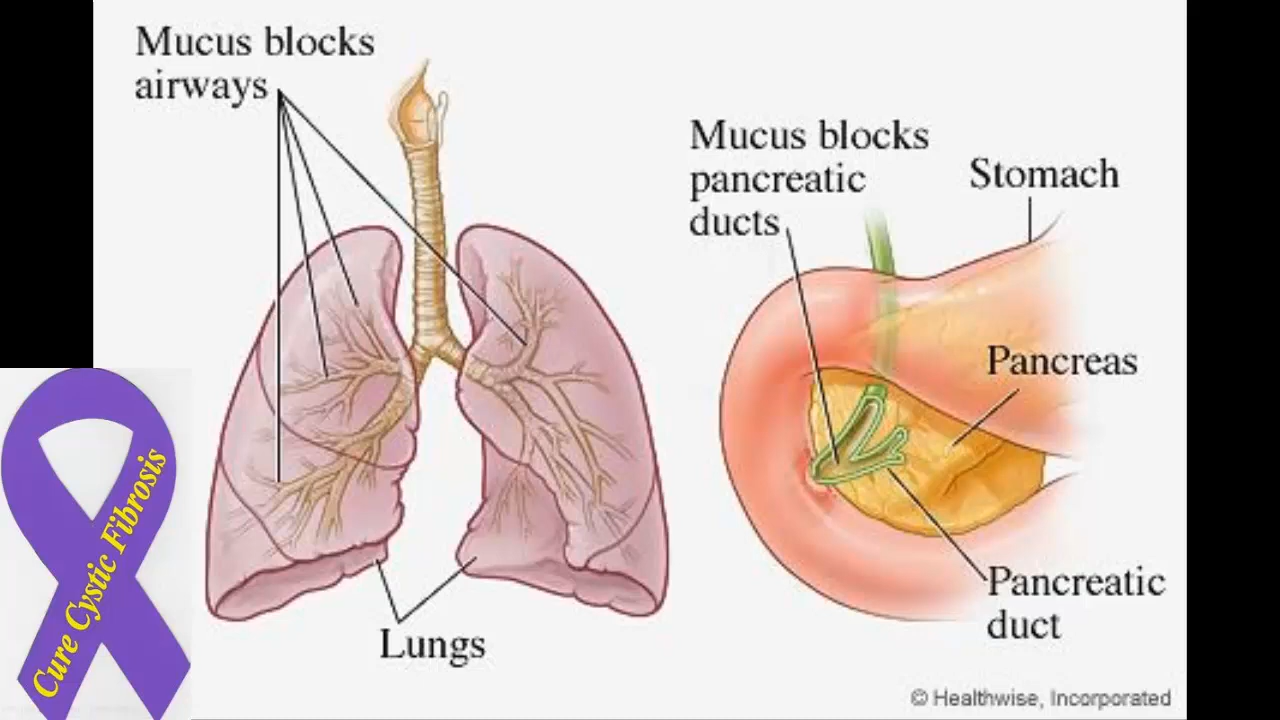 Mucus blocks
airways
Mucus blocks
pancreatic
ducts
Stomach
Pancreas
Pancreatic
duct
Lungs
Cure Cystic Fibrosis
© Healthwise, Incorporated